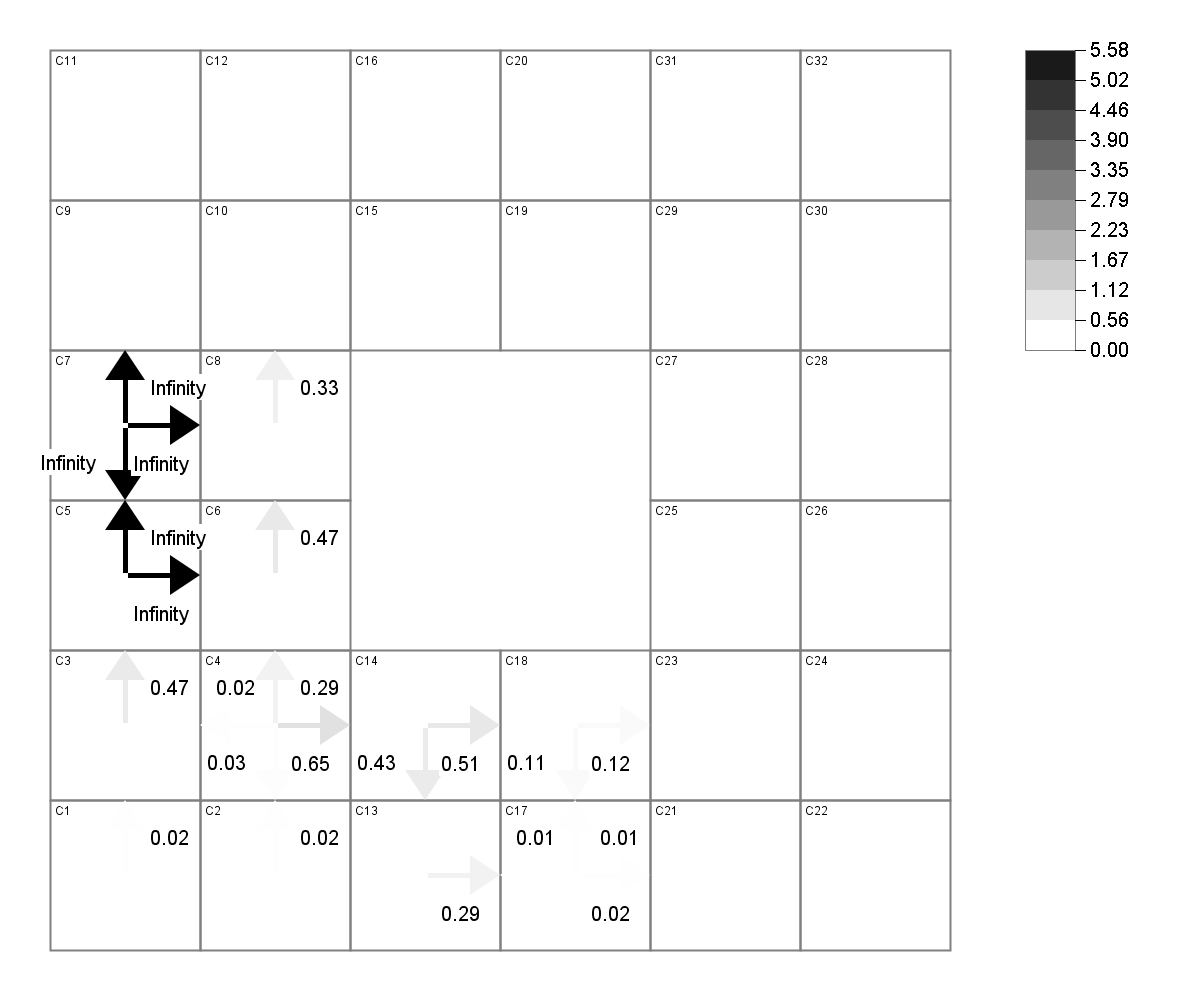 C11 C12 C16 C20 C31 C32
5.58
5.02
4.46
3.90
3.35
2.79
2.23
1.67
1.12
0.56
0.00
C9 C10 C15 C19 C29 C30
C7 C8 C27 C28
Infinity 0.33
Infinity Infinity
C5 C6 C25 C26
Infinity 0.47
Infinity
C3 C4 C14 C18 C23 C24
0.47 0.02 0.29
0.03 0.65 0.43 0.51 0.11 0.12
C1 C2 C13 C17 C21 C22
0.02 0.02 0.01 0.01
0.29 0.02